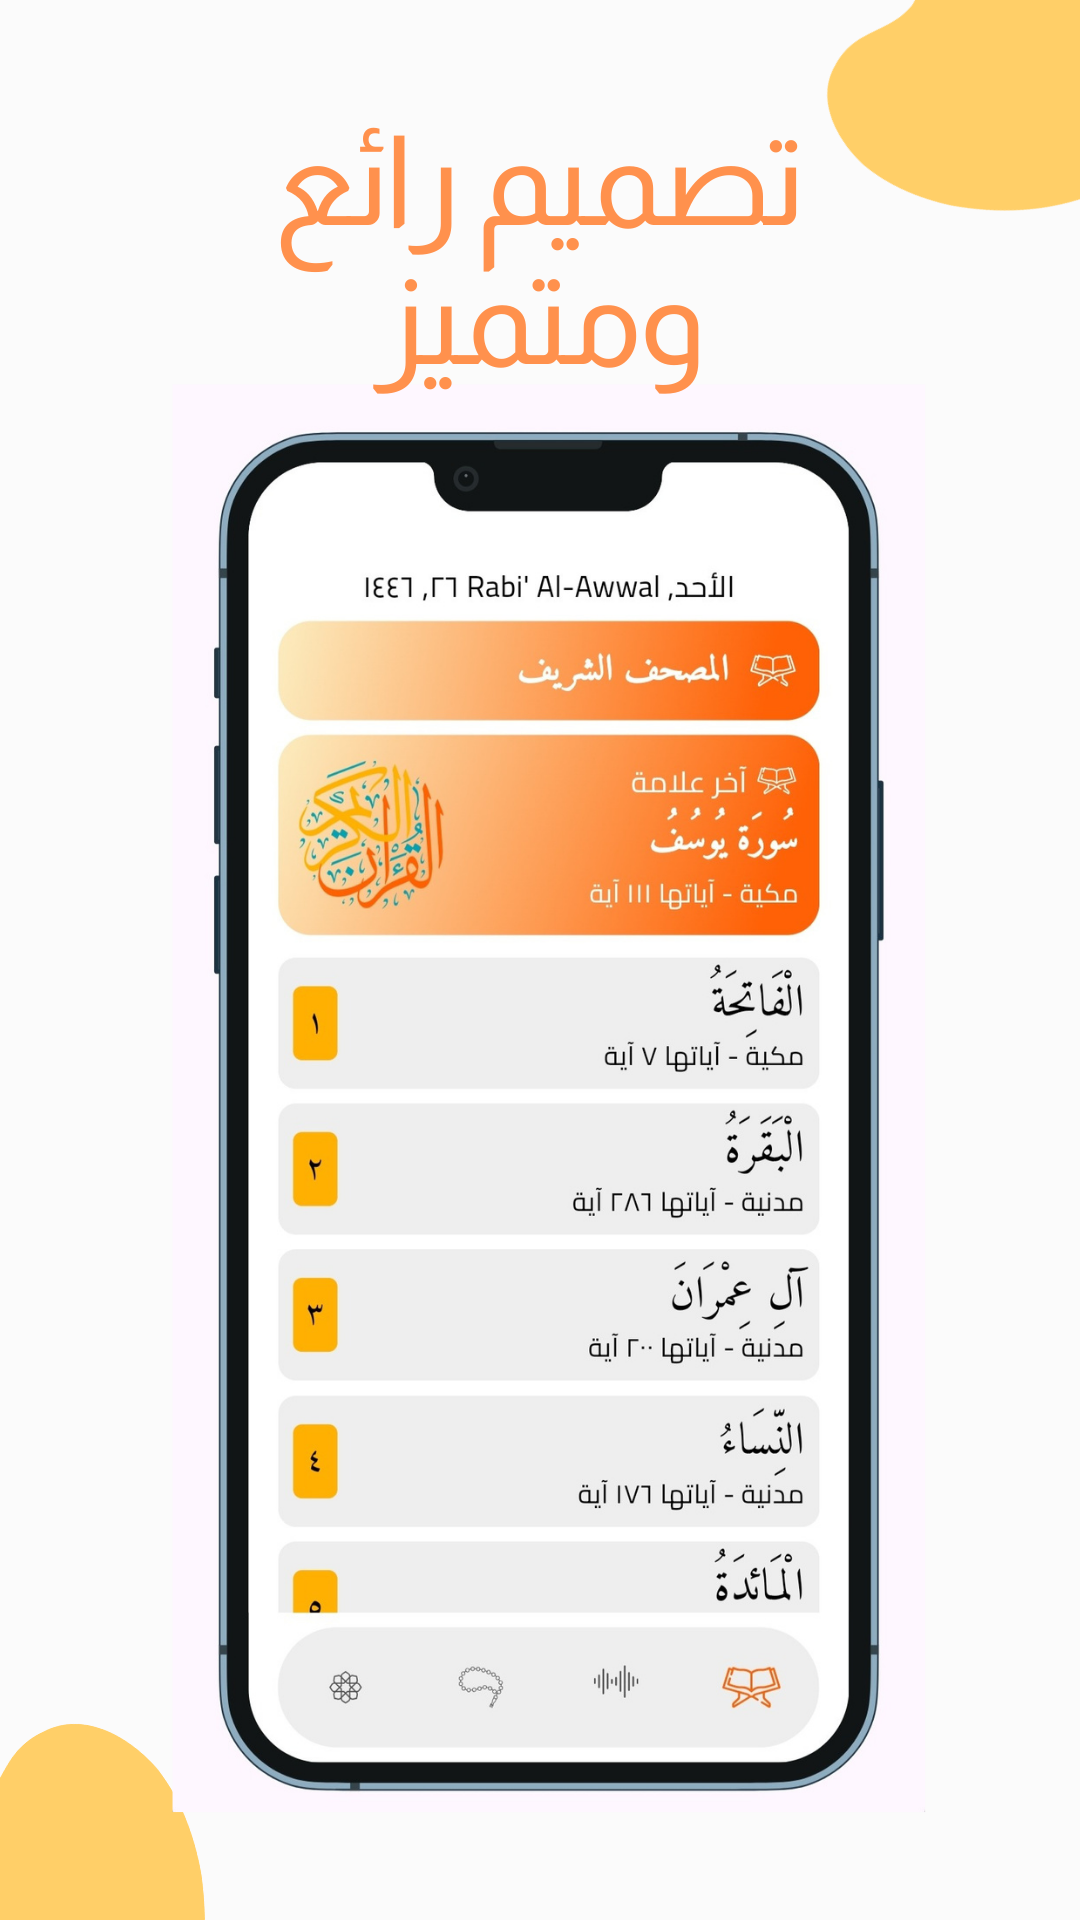 تصميم رائع
ومتميز
الأحد, Rabi' Al-Awwal ٢٦, ١٤٤٦
المصحف الشريف
آخر علامة
سُورَة يُوسُفُ
مكية - آياتها ١١١ آية
القرآن الكريم
الْفَاتِحَةُ
مكية - آياتها ٧ آية
١
الْبَقَرَةُ
مدنية - آياتها ٢٨٦ آية
٢
آلِ عِمْرَانَ
مدنية - آياتها ٢٠٠ آية
٣
النِّسَاءُ
مدنية - آياتها ١٧٦ آية
٤
الْمَائدَةُ
٥